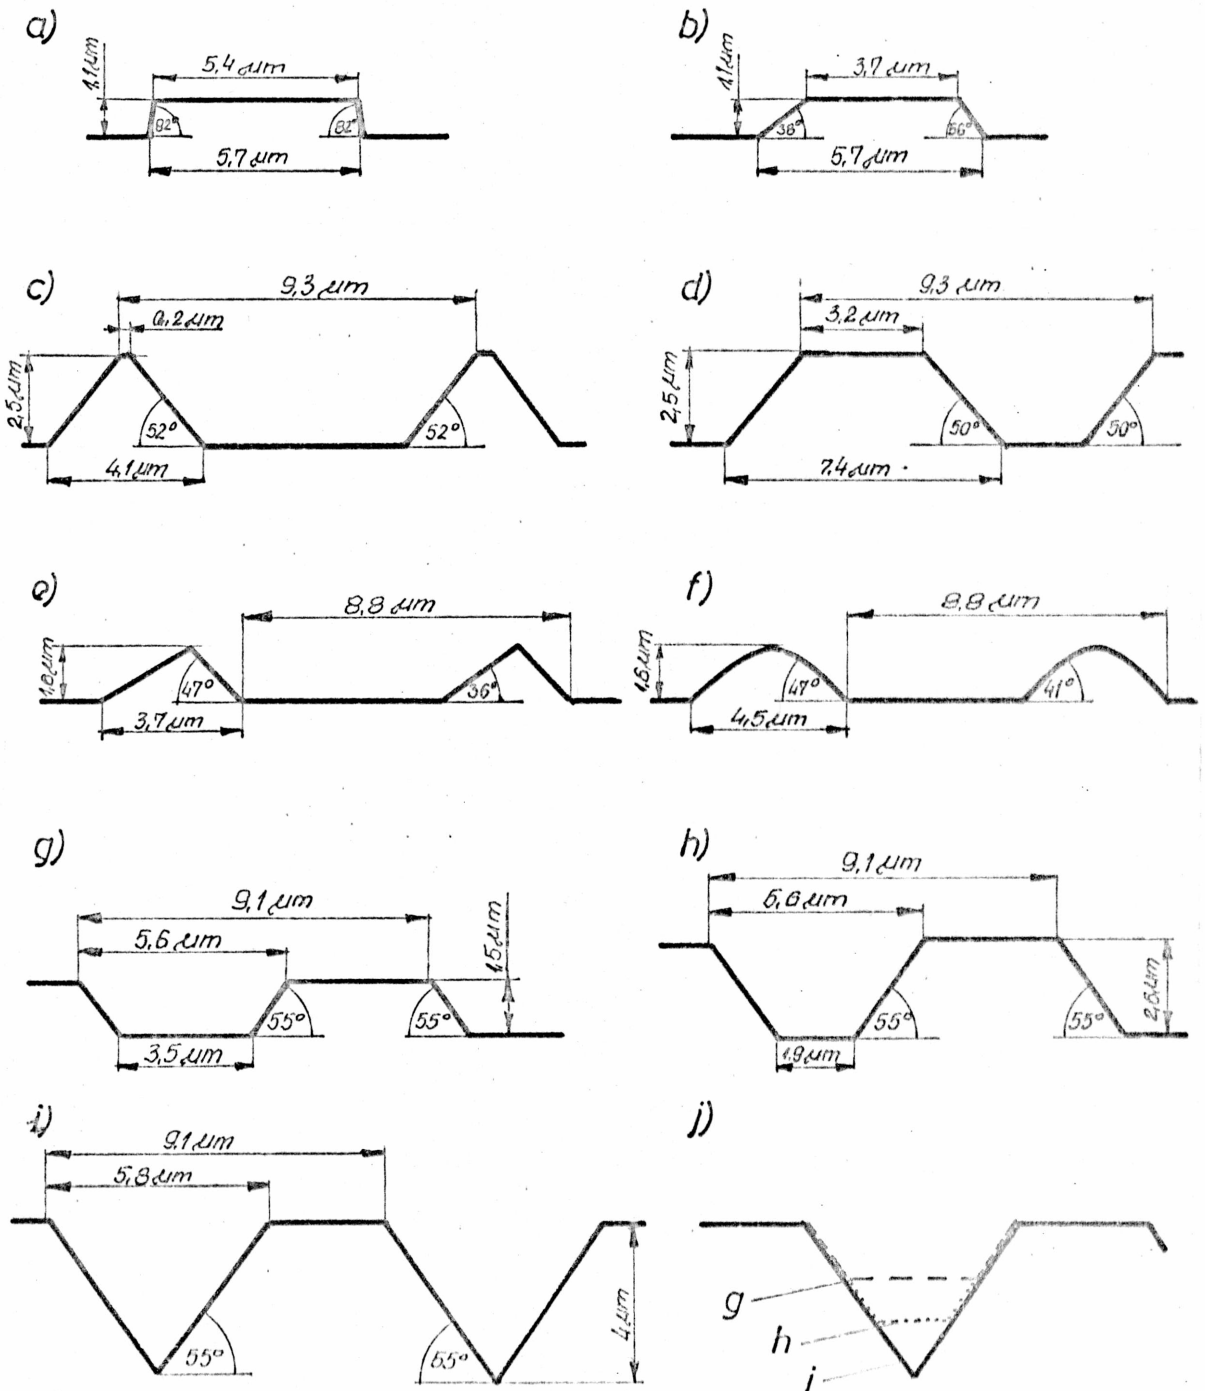 a)
1,1 µm
5,4 µm
82° 82°
5,7 µm
b)
1,1 µm
3,7 µm
38° 56°
5,7 µm
c)
9,3 µm
0,2 µm
2,5 µm
52° 52°
4,1 µm
d)
9,3 µm
3,2 µm
2,5 µm
50° 50°
7,4 µm
e)
8,8 µm
47° 36°
3,7 µm
f)
8,8 µm
47° 41°
4,5 µm
g)
9,1 µm
5,6 µm
1,5 µm
55° 55°
3,5 µm
h)
9,1 µm
5,6 µm
2,6 µm
55° 55°
1,9 µm
i)
9,1 µm
5,8 µm
4 µm
55° 55°
j)
g
h
i